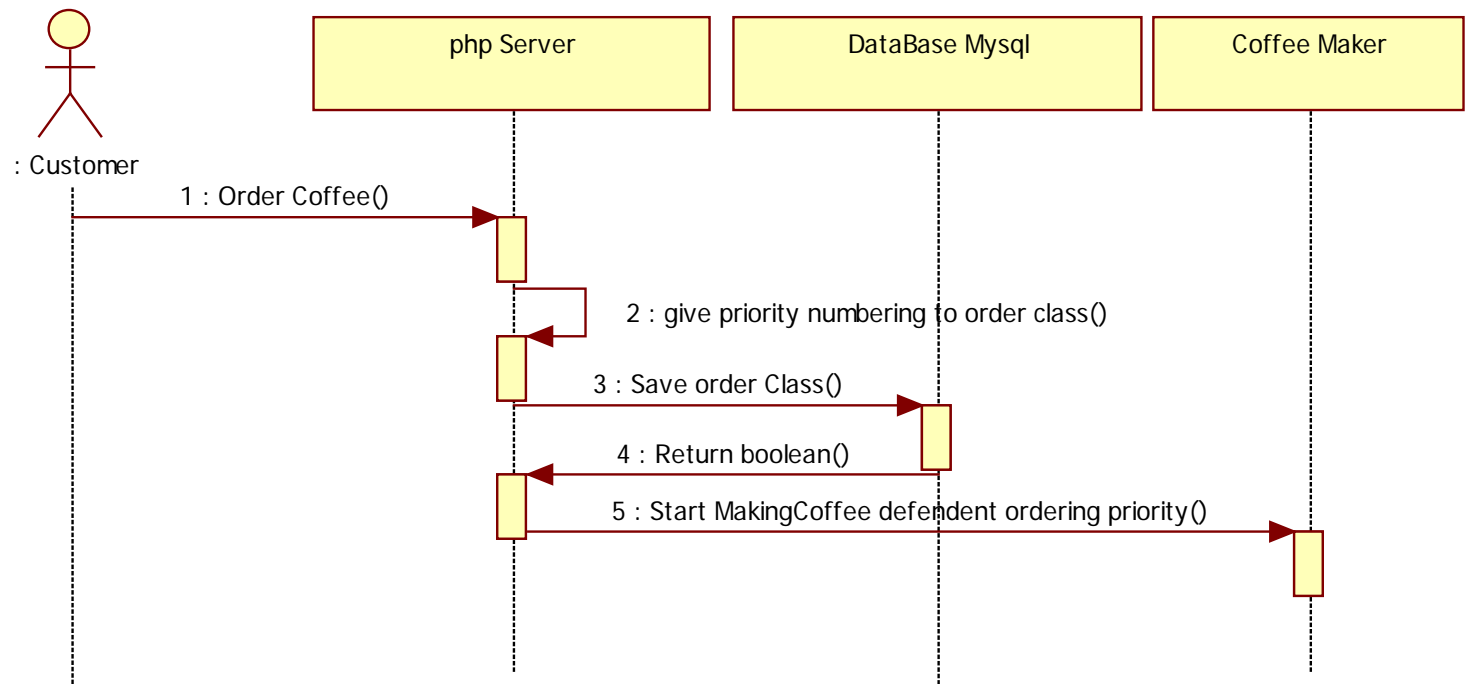 php Server
DataBase Mysql
Coffee Maker
: Customer
1 : Order Coffee()
2 : give priority numbering to order class()
3 : Save order Class()
4 : Return boolean()
5 : Start MakingCoffee defendent ordering priority()